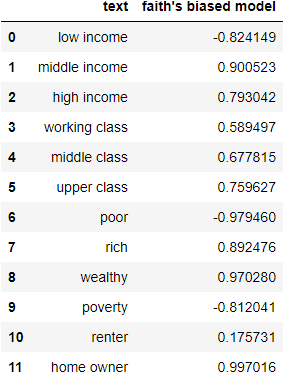 text faith's biased model
0 low income -0.824149
1 middle income 0.900523
2 high income 0.793042
3 working class 0.589497
4 middle class 0.677815
5 upper class 0.759627
6 poor -0.979460
7 rich 0.892476
8 wealthy 0.970280
9 poverty -0.812041
10 renter 0.175731
11 home owner 0.997016